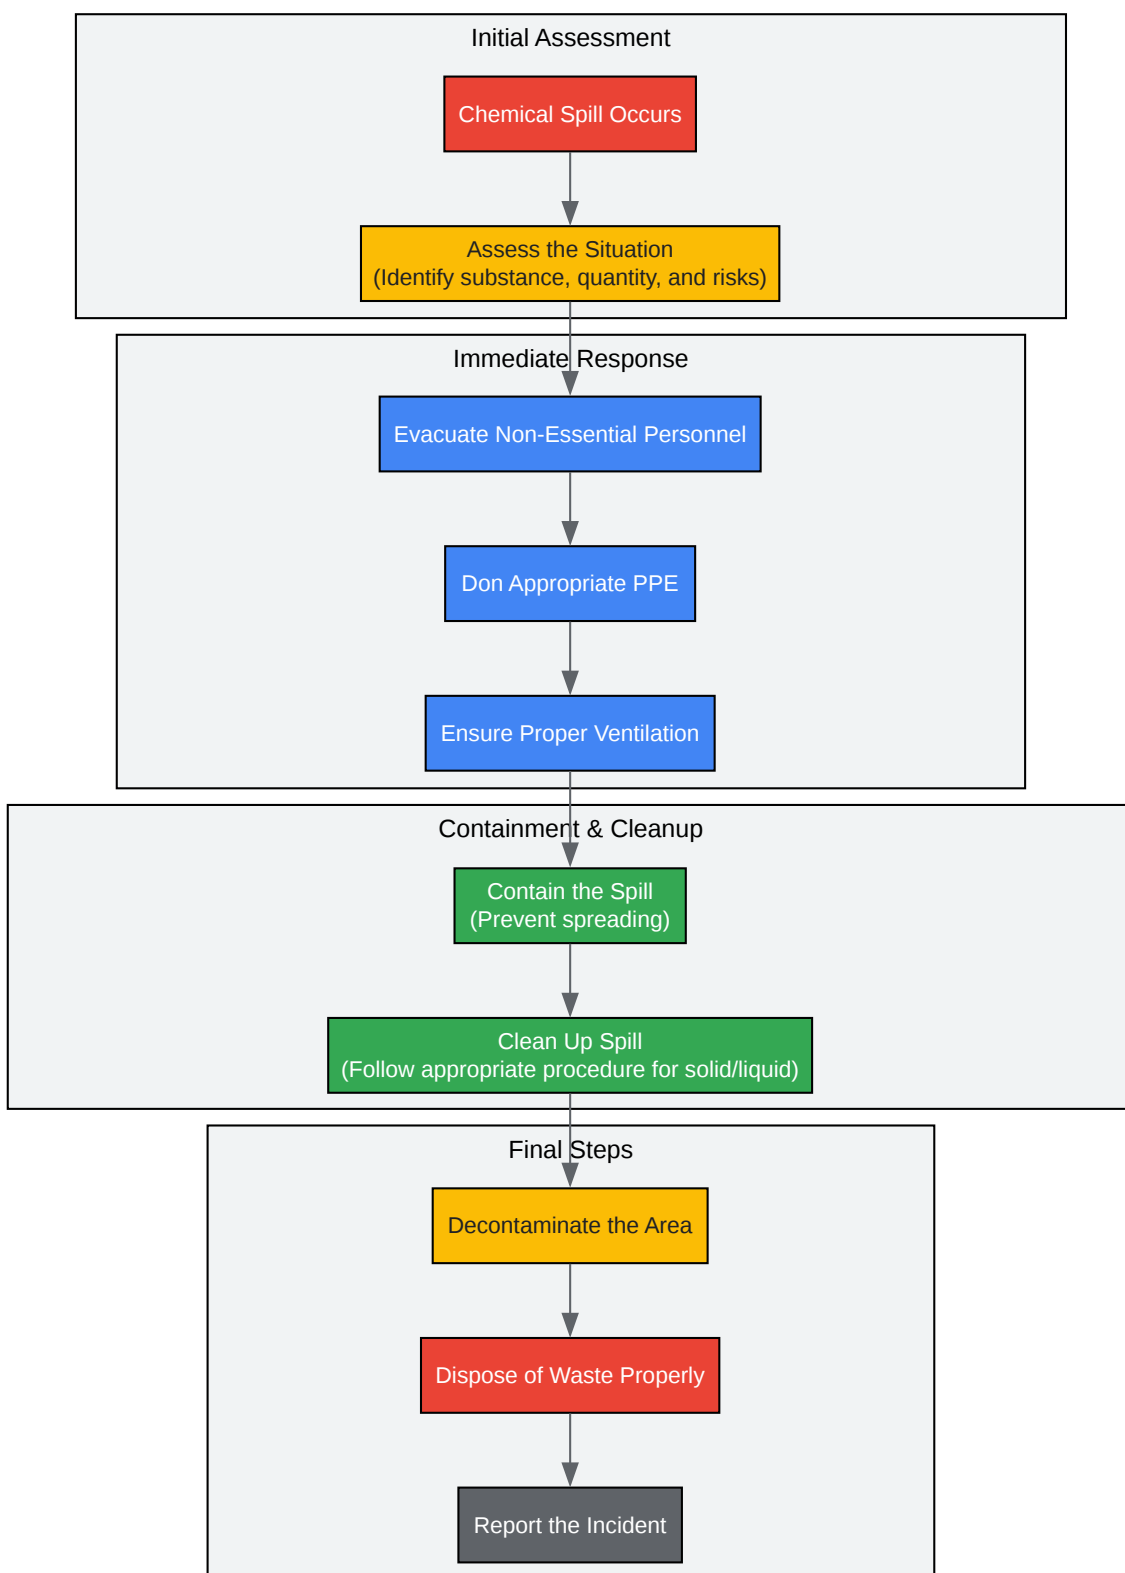 Initial Assessment
Chemical Spill Occurs
Assess the Situation
(Identify substance, quantity, and risks)
Immediate Response
Evacuate Non-Essential Personnel
Don Appropriate PPE
Ensure Proper Ventilation
Containment & Cleanup
Contain the Spill
(Prevent spreading)
Clean Up Spill
(Follow appropriate procedure for solid/liquid)
Final Steps
Decontaminate the Area
Dispose of Waste Properly
Report the Incident